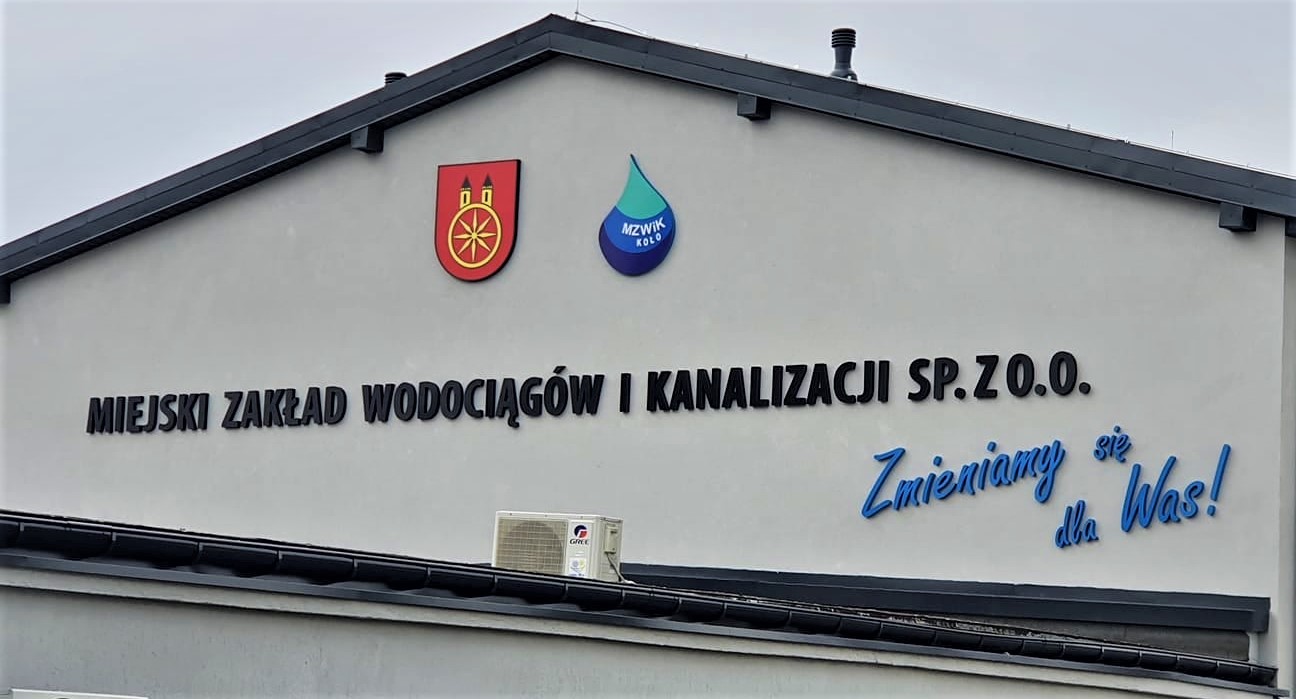 MZWiK
KOŁO
MIEJSKI ZAKŁAD WODOCIĄGÓW I KANALIZACJI SP. Z O.O.
Zmieniamy się
dla Was!
GREE